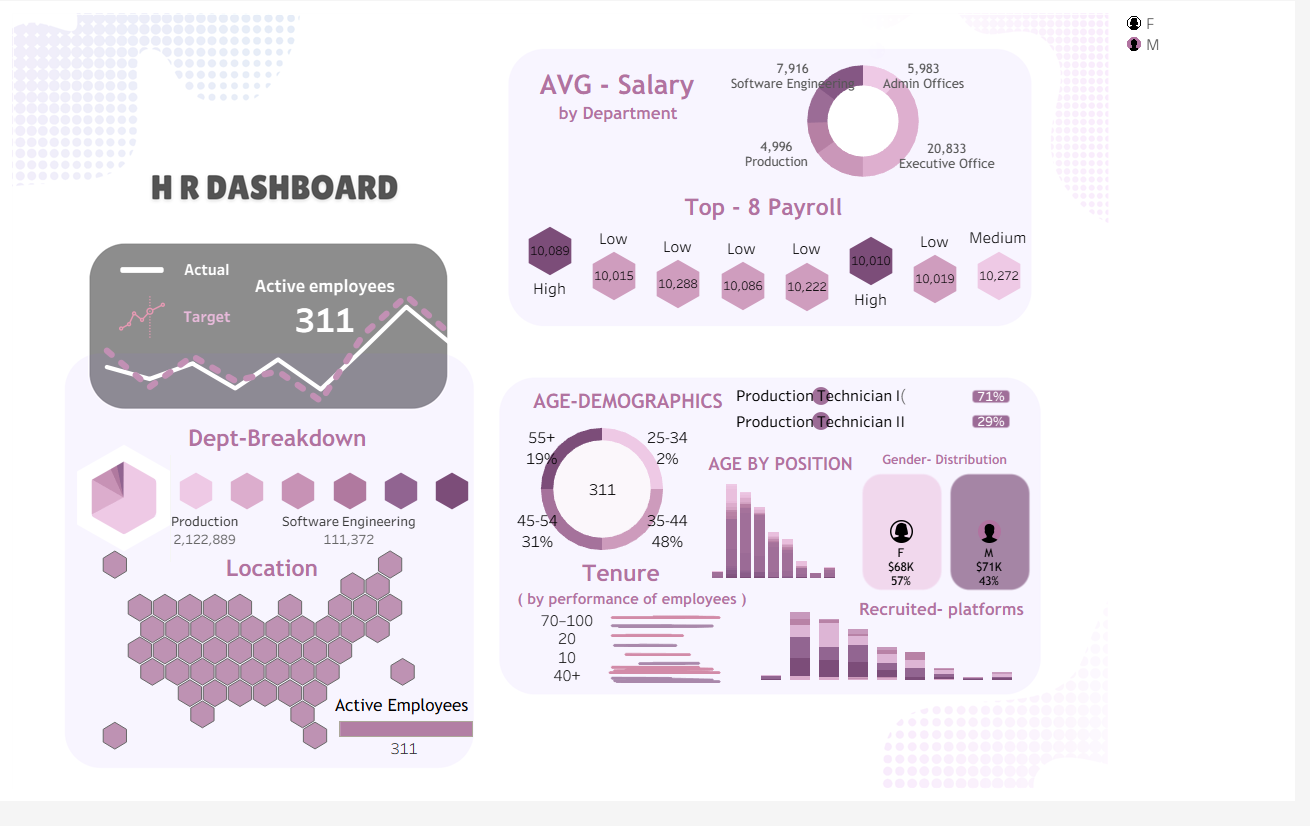 F
M
H R DASHBOARD
Actual
Target
Active employees
311
Dept-Breakdown
Production
2,122,889
Software Engineering
111,372
Location
Active Employees
311
AVG - Salary
by Department
7,916
Software Engineering
5,983
Admin Offices
4,996
Production
20,833
Executive Office
Top - 8 Payroll
10,089
High
Low
10,015
Low
10,288
Low
10,086
Low
10,222
10,010
High
Low
10,019
Medium
10,272
AGE-DEMOGRAPHICS
55+
19%
25-34
2%
311
45-54
31%
35-44
48%
Production Technician I(
71%
Production Technician II
29%
AGE BY POSITION
Gender- Distribution
F
$68K
57%
M
$71K
43%
Tenure
( by performance of employees )
70–100
20
10
40+
Recruited- platforms